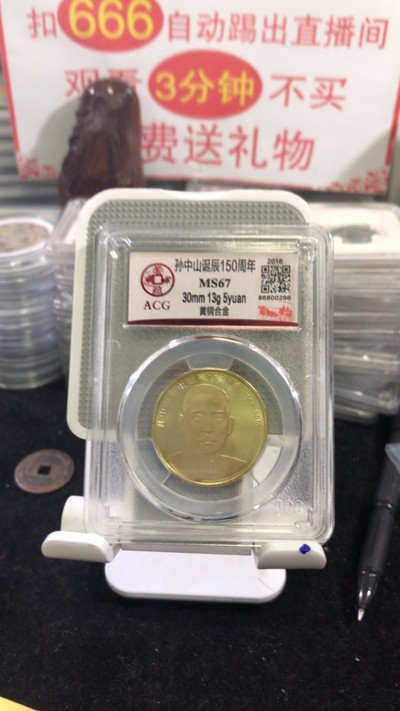 扣666自动踢出直播间
观看3分钟不买
费送礼物
孙中山诞辰150周年
2016
MS67
30mm 13g 5yuan
86800286
ACG
黄铜合金